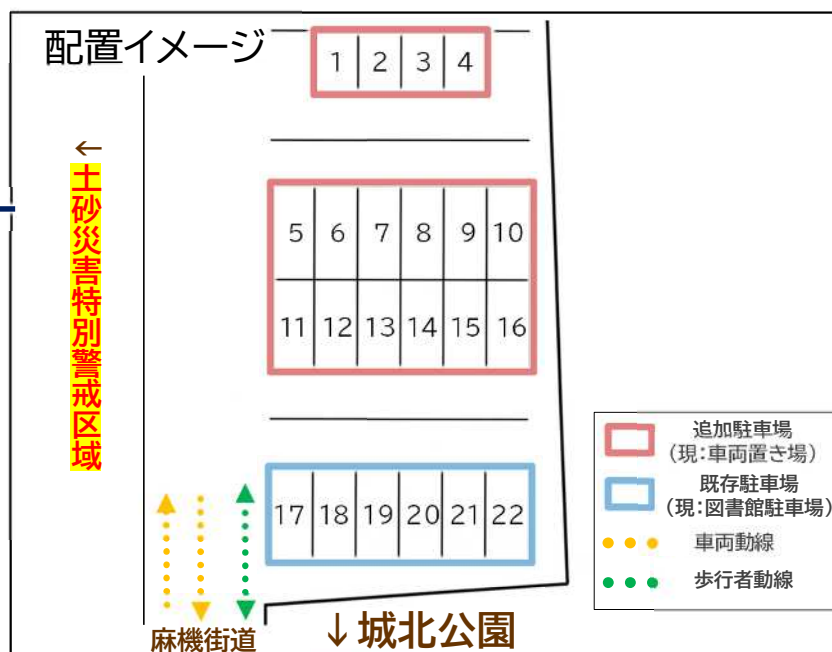 配置イメージ
1 2 3 4
←
土砂災害特別警戒区域
5 6 7 8 9 10
11 12 13 14 15 16
17 18 19 20 21 22
麻機街道
↓城北公園
追加駐車場
(現:車両置き場)
既存駐車場
(現:図書館駐車場)
車両動線
歩行者動線